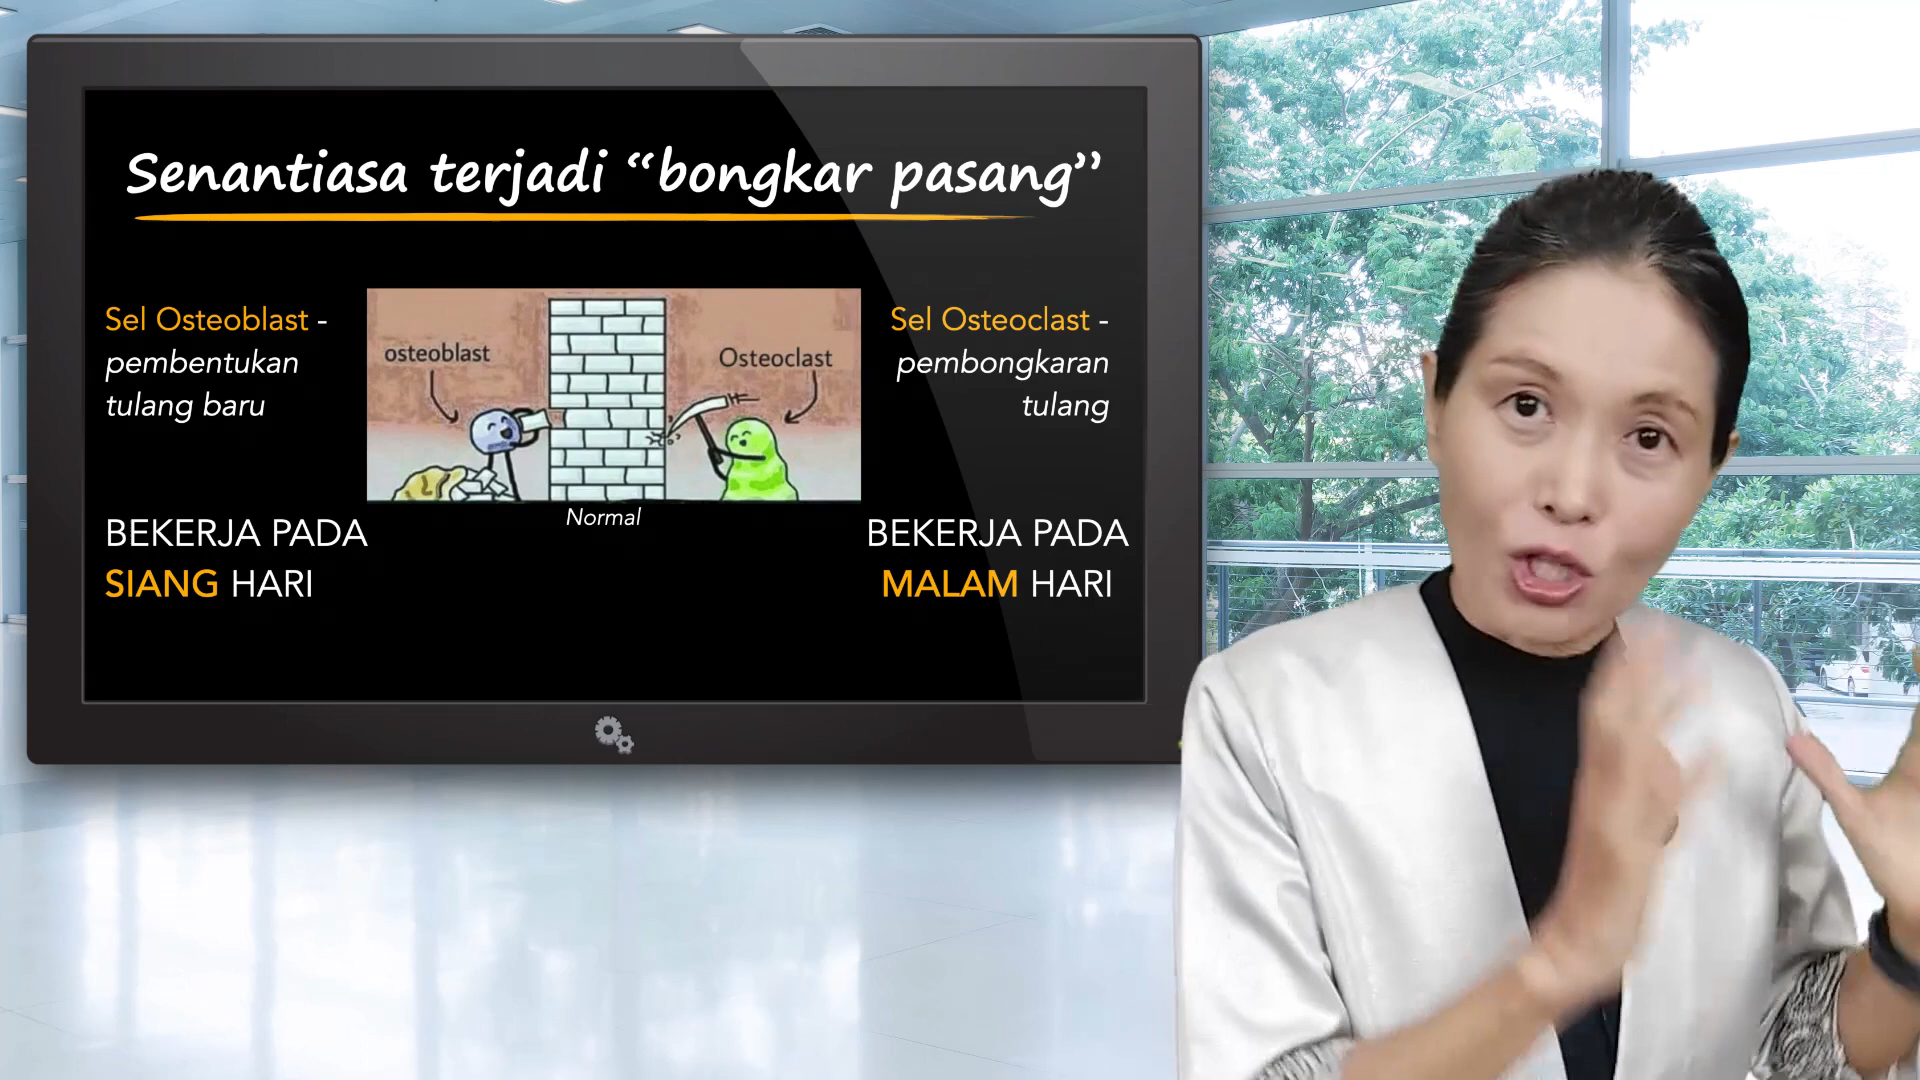 Senantiasa terjadi “bongkar pasang”
Sel Osteoblast -
pembentukan
tulang baru
osteoblast
Osteoclast
Normal
Sel Osteoclast -
pembongkaran
tulang
BEKERJA PADA
SIANG HARI
BEKERJA PADA
MALAM HARI